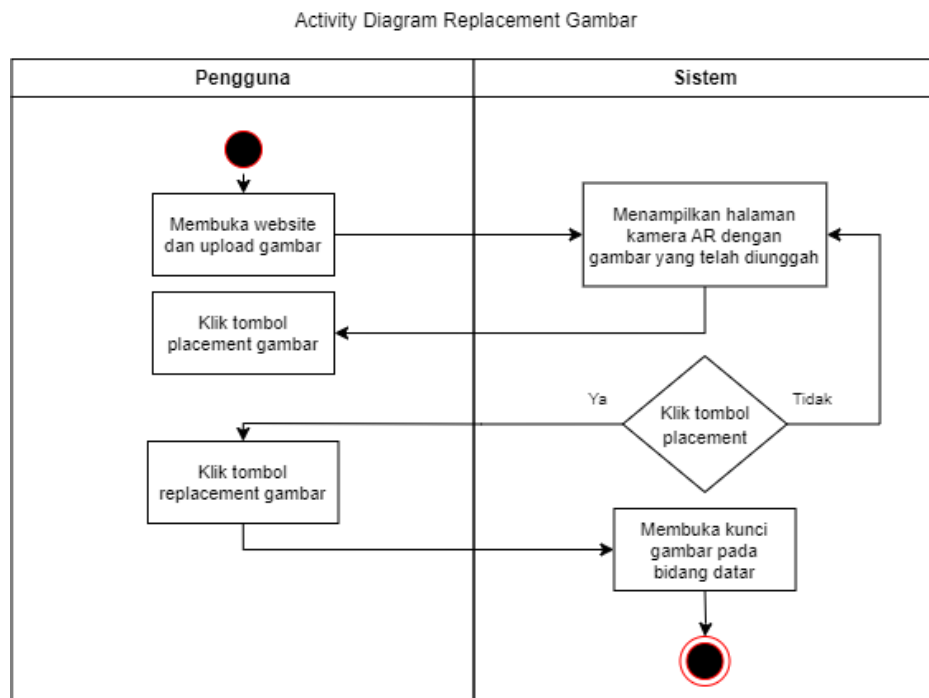 Activity Diagram Replacement Gambar
Pengguna
Sistem
Membuka website
dan upload gambar
Menampilkan halaman
kamera AR dengan
gambar yang telah diunggah
Klik tombol
placement gambar
Ya
Klik tombol
placement
Tidak
Klik tombol
replacement gambar
Membuka kunci
gambar pada
bidang datar